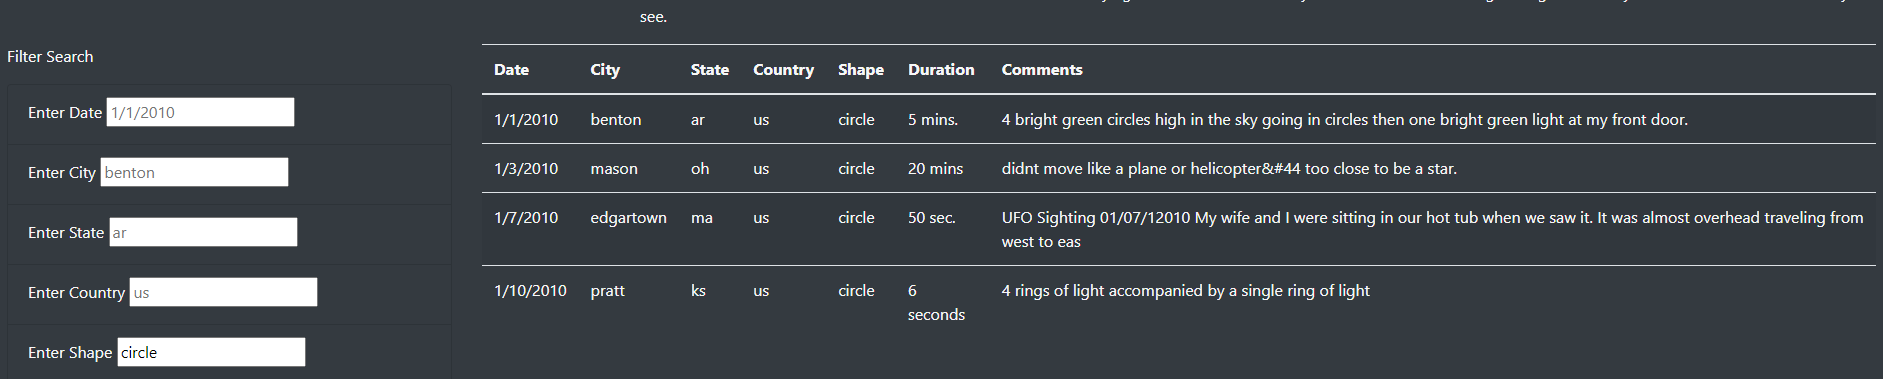 see.
Filter Search
Enter Date 1/1/2010
Enter City benton
Enter State ar
Enter Country us
Enter Shape circle
Date City State Country Shape Duration Comments
1/1/2010 benton ar us circle 5 mins. 4 bright green circles high in the sky going in circles then one bright green light at my front door.
1/3/2010 mason oh us circle 20 mins didnt move like a plane or helicopter&#44 too close to be a star.
1/7/2010 edgartown ma us circle 50 sec. UFO Sighting 01/07/12010 My wife and I were sitting in our hot tub when we saw it. It was almost overhead traveling from
west to eas
1/10/2010 pratt ks us circle 6 4 rings of light accompanied by a single ring of light
seconds